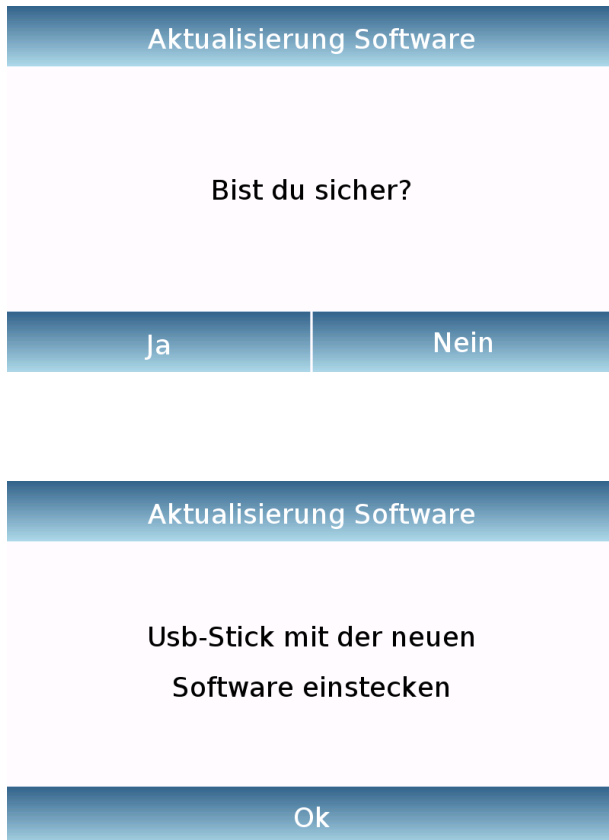 Aktualisierung Software
Bist du sicher?
Ja
Nein
Aktualisierung Software
Usb-Stick mit der neuen
Software einstecken
Ok